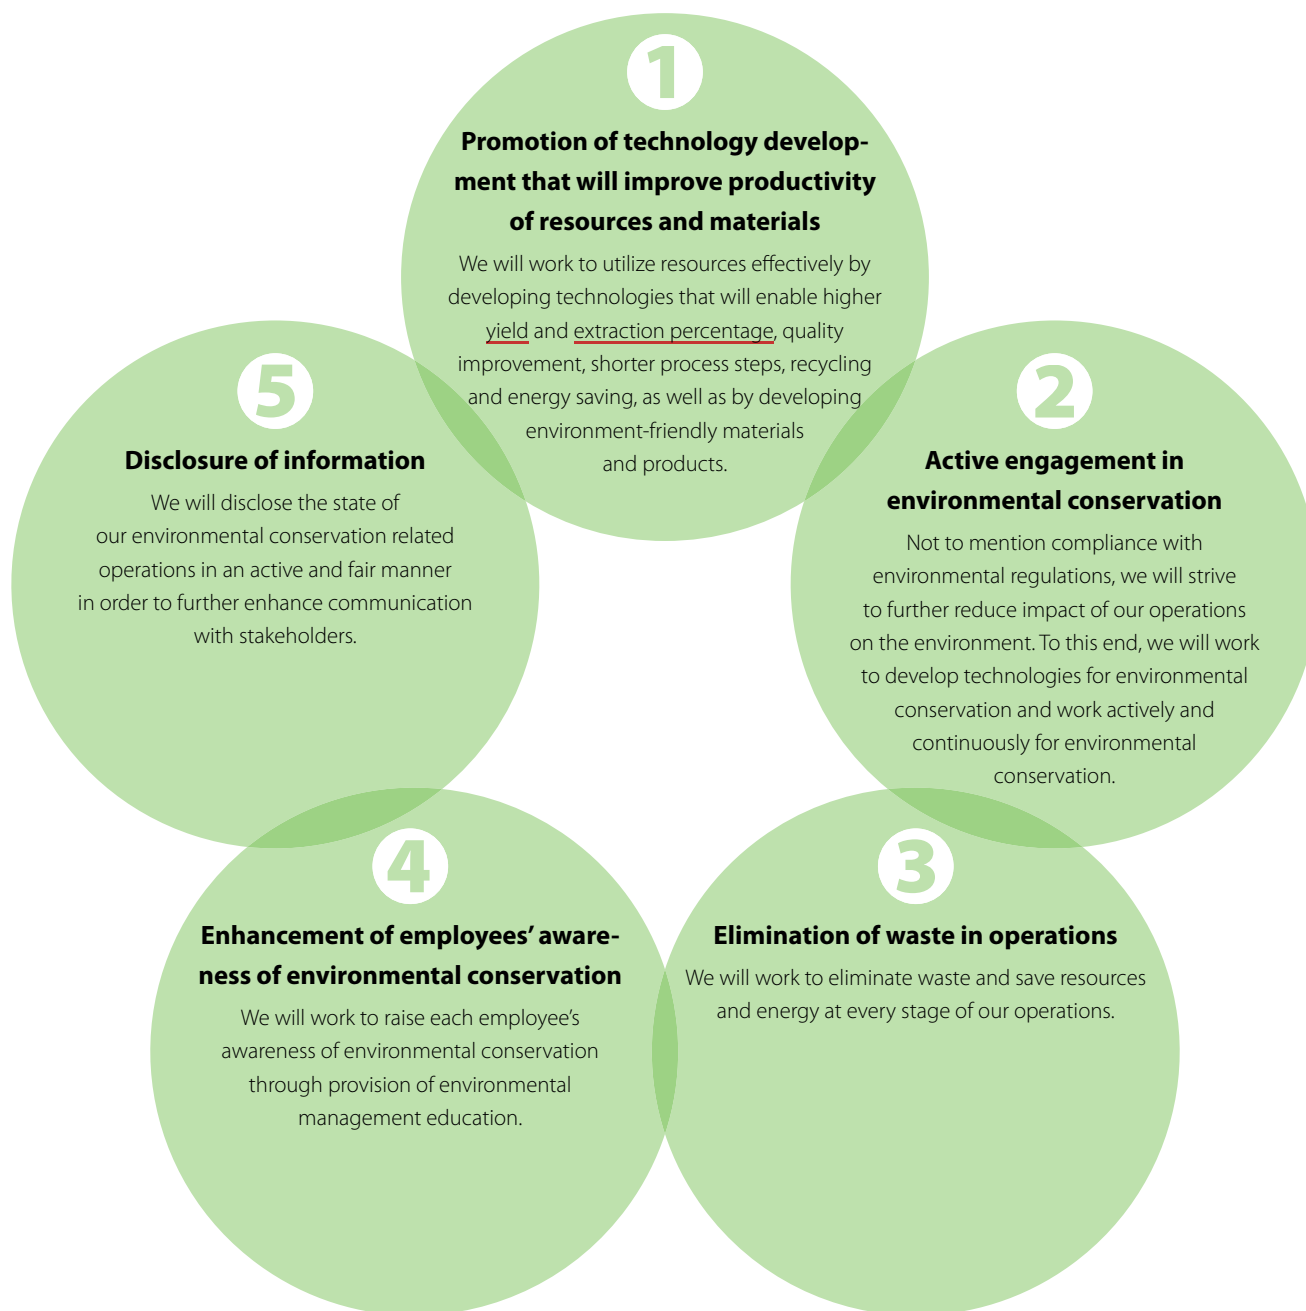 1
Promotion of technology develop-
ment that will improve productivity
of resources and materials
We will work to utilize resources effectively by
developing technologies that will enable higher
yield and extraction percentage, quality
improvement, shorter process steps, recycling
and energy saving, as well as by developing
environment-friendly materials
and products.
2
Active engagement in
environmental conservation
Not to mention compliance with
environmental regulations, we will strive
to further reduce impact of our operations
on the environment. To this end, we will work
to develop technologies for environmental
conservation and work actively and
continuously for environmental
conservation.
3
Elimination of waste in operations
We will work to eliminate waste and save resources
and energy at every stage of our operations.
4
Enhancement of employees’ aware-
ness of environmental conservation
We will work to raise each employee’s
awareness of environmental conservation
through provision of environmental
management education.
5
Disclosure of information
We will disclose the state of
our environmental conservation related
operations in an active and fair manner
in order to further enhance communication
with stakeholders.